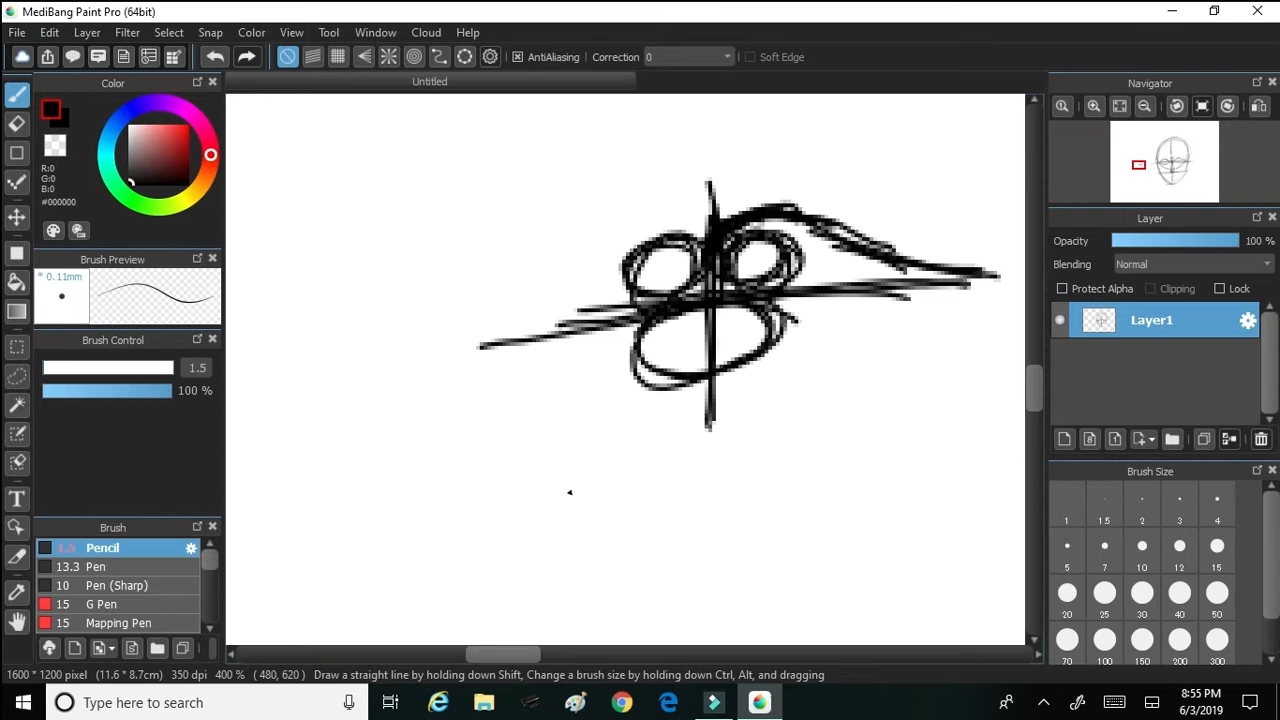 MediBang Paint Pro (64bit)
File Edit Layer Filter Select Snap Color View Tool Window Cloud Help
AntiAliasing Correction 0 Soft Edge
Color
Untitled
Navigator
R:0
G:0
B:0
#000000
Layer
Opacity 100 %
Blending Normal
Protect Alpha Clipping Lock
Layer1
Brush Preview
* 0.11mm
Brush Control
1.5
100 %
Brush
1.5 Pencil
13.3 Pen
10 Pen (Sharp)
15 G Pen
15 Mapping Pen
Brush Size
1 1.5 2 3 4
5 7 10 12 15
20 25 30 40 50
70 100 150 200 300
1600 * 1200 pixel (11.6 * 8.7cm) 350 dpi 400 % ( 480, 620 ) Draw a straight line by holding down Shift, Change a brush size by holding down Ctrl, Alt, and dragging
Type here to search
8:55 PM
6/3/2019